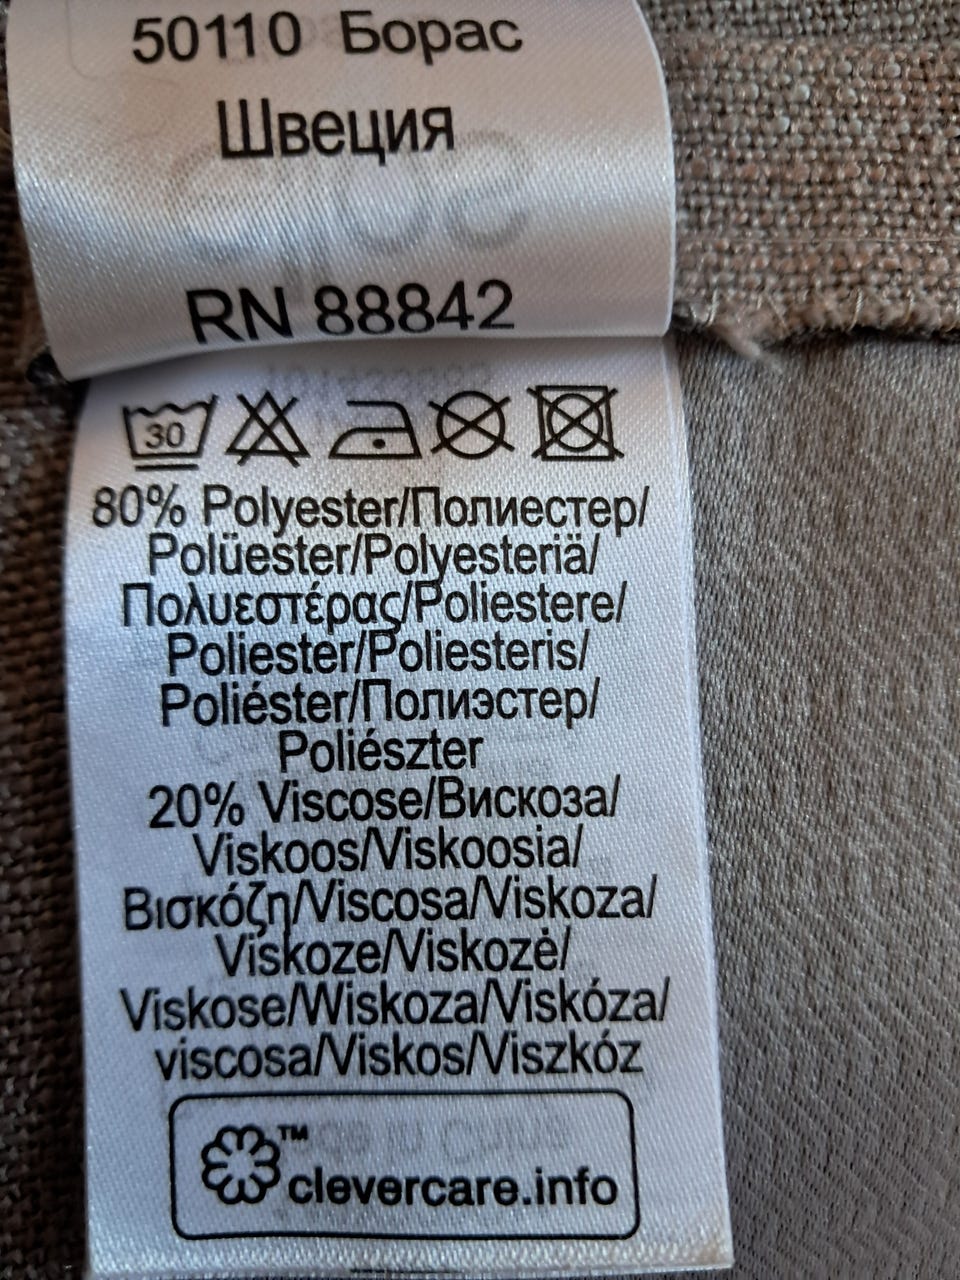 50110 Борас
Швеция
RN 88842
30
80% Polyester/Полиестер/
Polüester/Polyesteriä/
Πολυεστέρας/Poliestere/
Poliester/Poliesteris/
Poliéster/Полиэстер/
Poliészter
20% Viscose/Вискоза/
Viskoos/Viskoosia/
Βισκόζη/Viscosa/Viskoza/
Viskoze/Viskozė/
Viskose/Wiskoza/Viskóza/
viscosa/Viskos/Viszkóz
™
clevercare.info